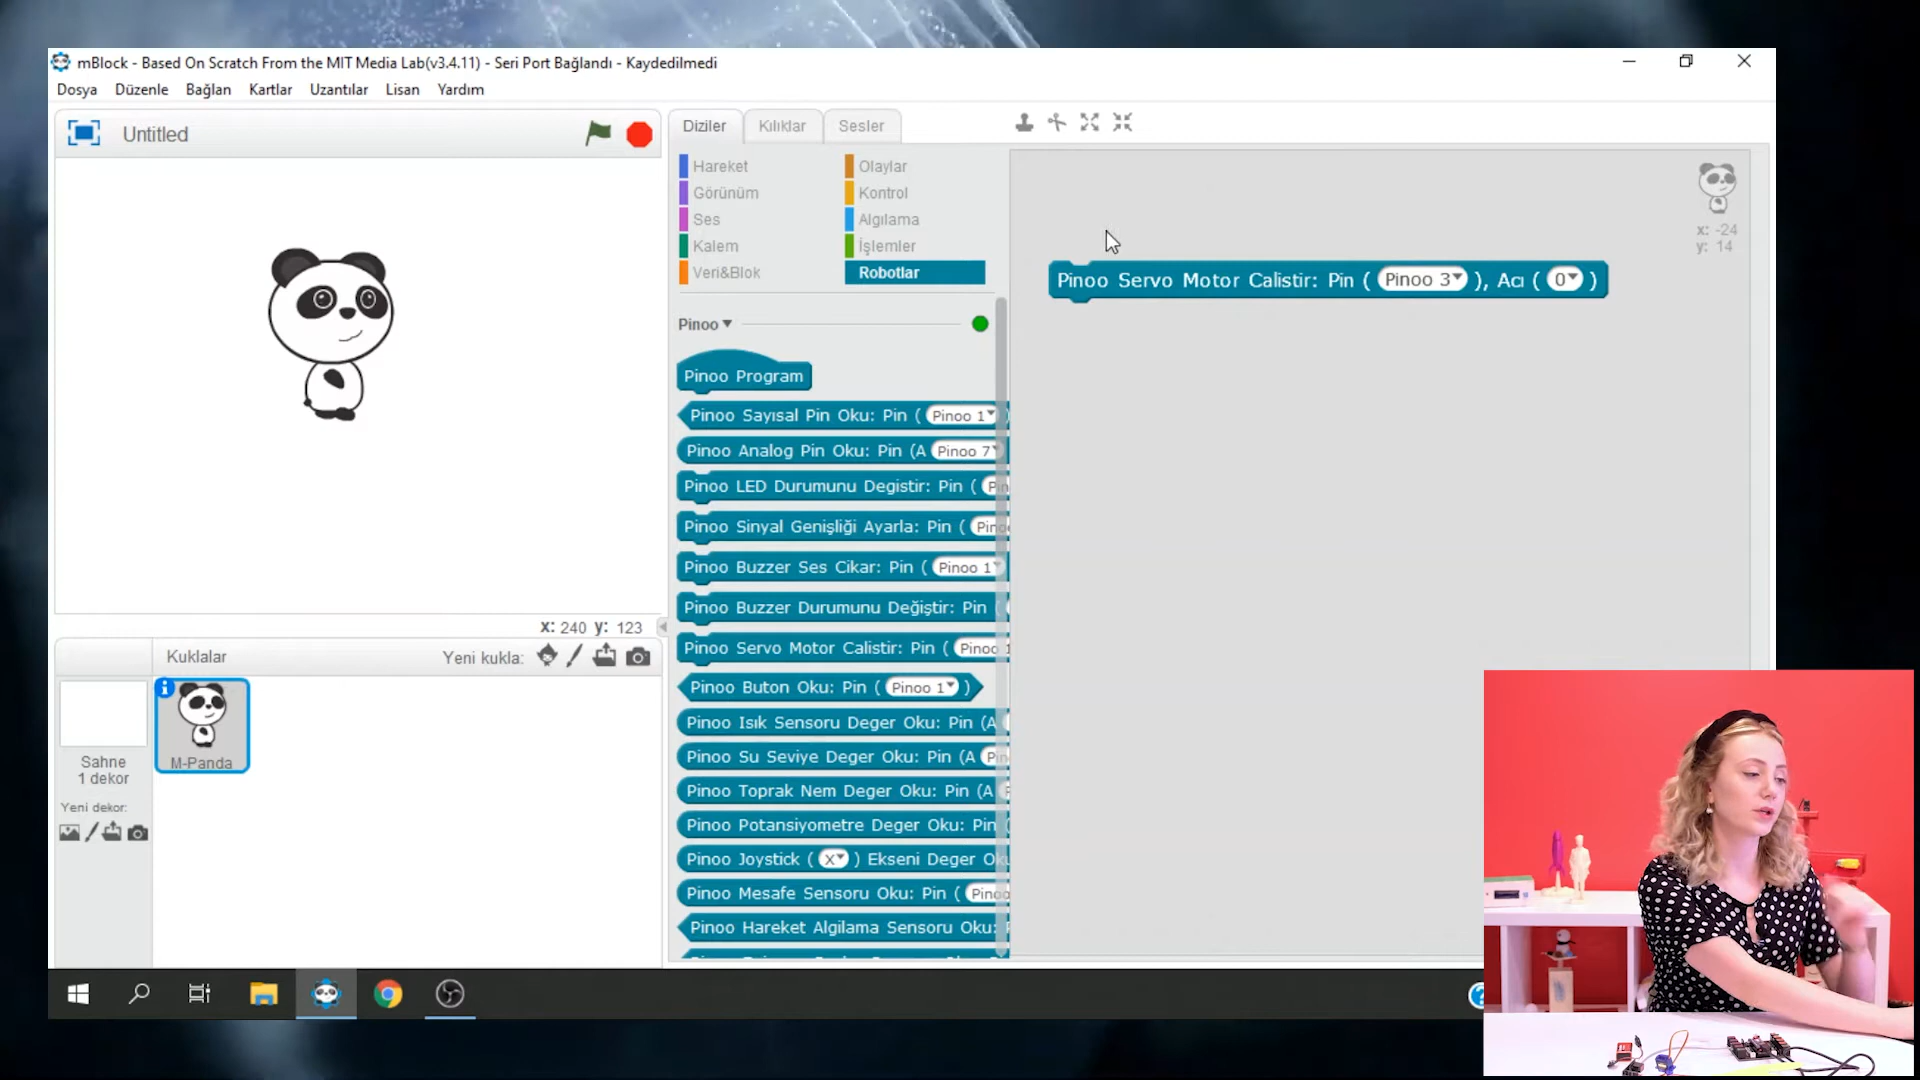 mBlock - Based On Scratch From the MIT Media Lab(v3.4.11) - Seri Port Bağlandı - Kaydedilmedi
Dosya Düzenle Bağlan Kartlar Uzantılar Lisan Yardım
Untitled
x: 240 y: 123
Kuklalar Yeni kukla:
M-Panda
Sahne
1 dekor
Yeni dekor:
Diziler Kılıklar Sesler
Hareket Olaylar
Görünüm Kontrol
Ses Algılama
Kalem İşlemler
Veri&Blok Robotlar
Pinoo
Pinoo Program
Pinoo Sayısal Pin Oku: Pin ( Pinoo 1 )
Pinoo Analog Pin Oku: Pin (A Pinoo 7
Pinoo LED Durumunu Degistir: Pin (
Pinoo Sinyal Genişliği Ayarla: Pin (
Pinoo Buzzer Ses Cikar: Pin ( Pinoo 1
Pinoo Buzzer Durumunu Değiştir: Pin (
Pinoo Servo Motor Calistir: Pin ( Pinoo 1
Pinoo Buton Oku: Pin ( Pinoo 1 )
Pinoo Isık Sensoru Deger Oku: Pin (A
Pinoo Su Seviye Deger Oku: Pin (A
Pinoo Toprak Nem Deger Oku: Pin (A
Pinoo Potansiyometre Deger Oku: Pin
Pinoo Joystick ( X ) Ekseni Deger
Pinoo Mesafe Sensoru Oku: Pin ( Pinoo
Pinoo Hareket Algilama Sensoru Oku:
Pinoo Servo Motor Calistir: Pin ( Pinoo 3 ), Acı ( 0 )
x: -24
y: 14